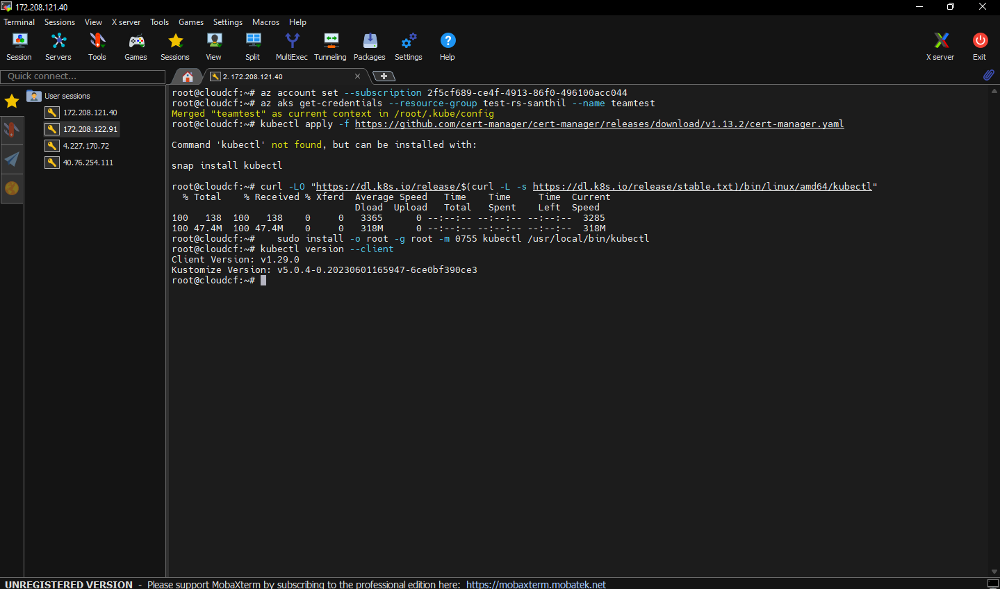 172.208.121.40
Terminal Sessions View X server Tools Games Settings Macros Help
Session Servers Tools Games Sessions View Split MultiExec Tunneling Packages Settings Help X server Exit
Quick connect...
2. 172.208.121.40
User sessions
172.208.121.40
172.208.122.91
4.227.170.72
40.76.254.111
root@cloudcf:~# az account set --subscription 2f5cf689-ce4f-4913-86f0-496100acc044
root@cloudcf:~# az aks get-credentials --resource-group test-rs-santhil --name teamtest
Merged "teamtest" as current context in /root/.kube/config
root@cloudcf:~# kubectl apply -f https://github.com/cert-manager/cert-manager/releases/download/v1.13.2/cert-manager.yaml
Command 'kubectl' not found, but can be installed with:
snap install kubectl
root@cloudcf:~# curl -LO "https://dl.k8s.io/release/$(curl -L -s https://dl.k8s.io/release/stable.txt)/bin/linux/amd64/kubectl"
  % Total    % Received % Xferd  Average Speed   Time    Time     Time  Current
                                 Dload  Upload   Total   Spent    Left  Speed
100   138  100   138    0     0   3365      0 --:--:-- --:--:-- --:--:--  3285
100 47.4M  100 47.4M    0     0   318M      0 --:--:-- --:--:-- --:--:--  318M
root@cloudcf:~#    sudo install -o root -g root -m 0755 kubectl /usr/local/bin/kubectl
root@cloudcf:~# kubectl version --client
Client Version: v1.29.0
Kustomize Version: v5.0.4-0.20230601165947-6ce0bf390ce3
root@cloudcf:~#
UNREGISTERED VERSION - Please support MobaXterm by subscribing to the professional edition here: https://mobaxterm.mobatek.net